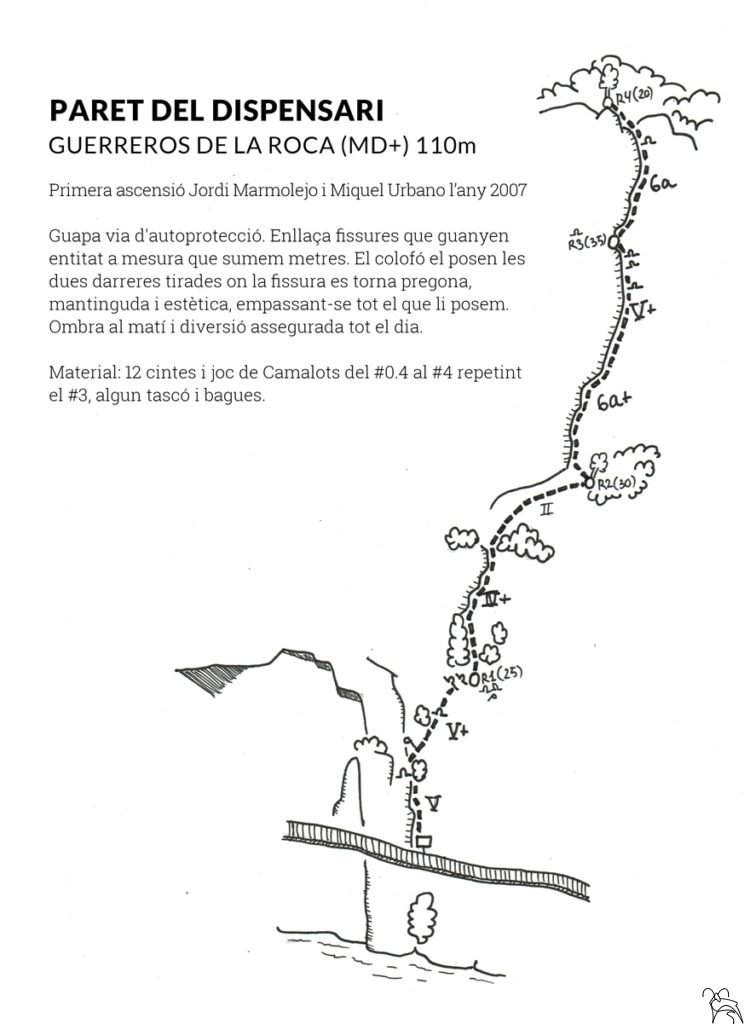 PARET DEL DISPENSARI
GUERREROS DE LA ROCA (MD+) 110m
Primera ascensió Jordi Marmolejo i Miquel Urbano l'any 2007
Guapa via d'autoprotecció. Enllaça fissures que guanyen
entitat a mesura que sumem metres. El colofó el posen les
dues darreres tirades on la fissura es torna pregona,
mantinguda i estètica, empassant-se tot el que li posem.
Ombra al matí i diversió assegurada tot el dia.
Material: 12 cintes i joc de Camalots del #0.4 al #4 repetint
el #3, algun tascó i bagues.
R4(20)
6a
R3(35)
V+
6a+
R2(30)
II
IV+
R1(25)
V+
V